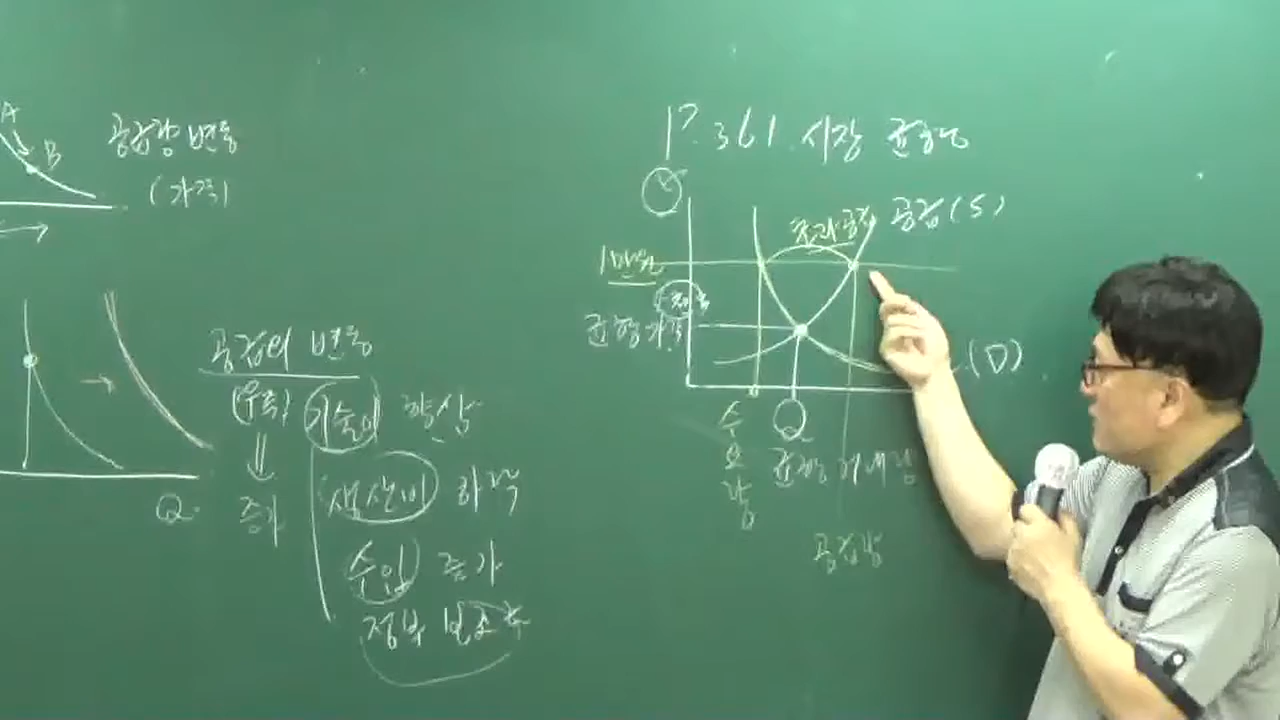 A
B
공급량 변동
(가격)
공급의 변동
(우측) 기술의 향상
증가
생산비 하락
수입 증가
정부 보조금
Q.
P.361. 시장 균형
초과공급 공급(S)
1만원
균형가격
(D)
수요량
Q
균형거래량
공급량